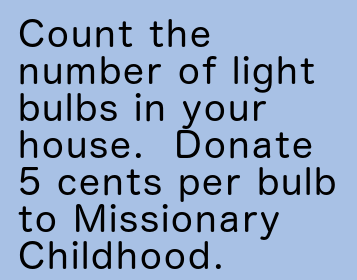 Count the
number of light
bulbs in your
house.  Donate
5 cents per bulb
to Missionary
Childhood.